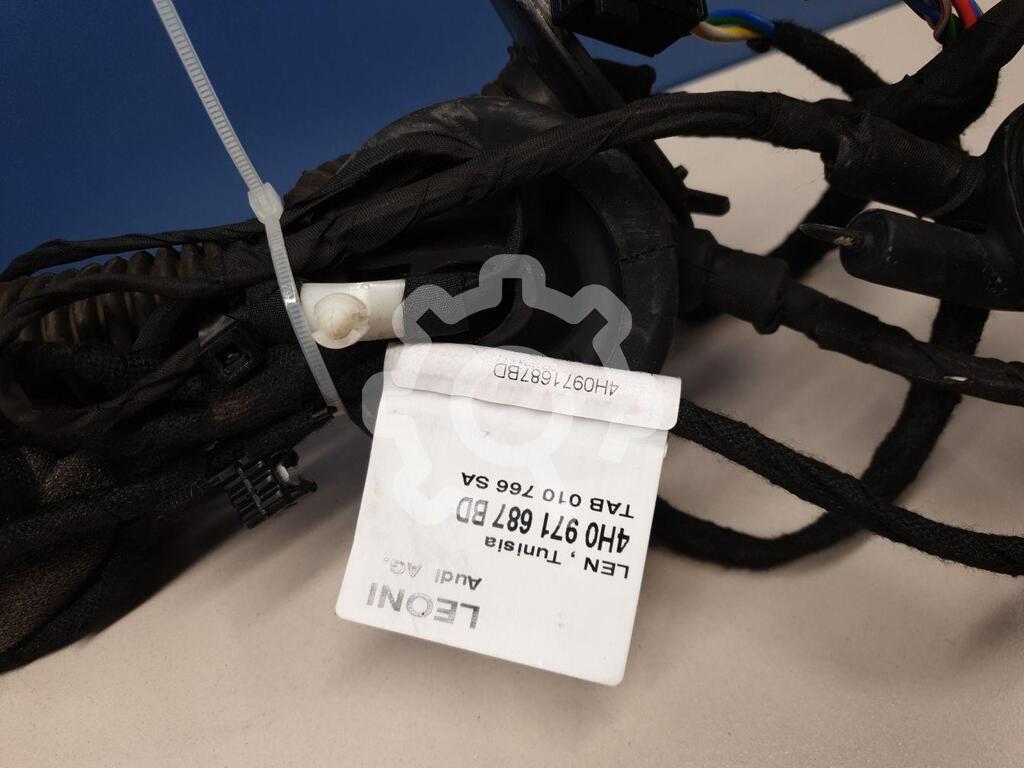 LEONI
Audi AG.
LEN, Tunisia
4H0 971 687 BD
TAB 010 766 SA
4H0971687BD